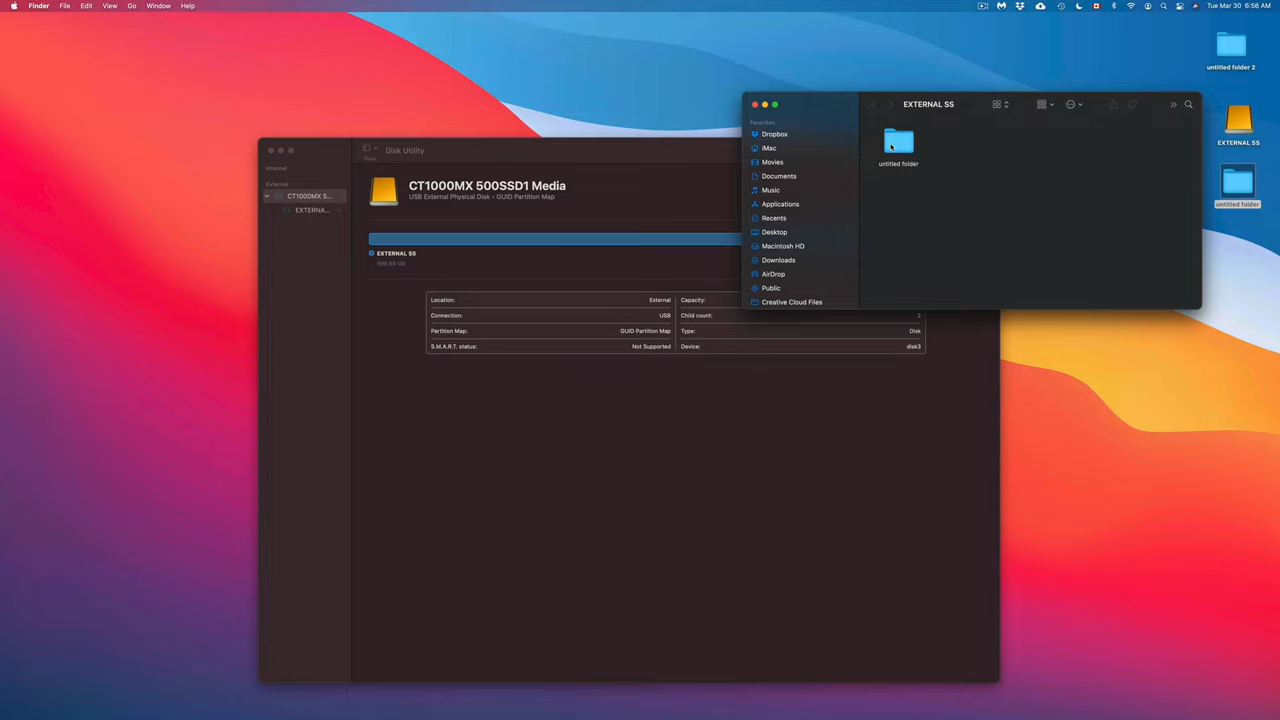 Finder File Edit View Go Window Help Tue Mar 30 6:56 AM
untitled folder 2
EXTERNAL SS
untitled folder
EXTERNAL SS
Favorites
Dropbox
iMac
Movies
Documents
Music
Applications
Recents
Desktop
Macintosh HD
Downloads
AirDrop
Public
Creative Cloud Files
untitled folder
Disk Utility
View
Internal
External
CT1000MX 5...
EXTERNA...
CT1000MX 500SSD1 Media
USB External Physical Disk • GUID Partition Map
EXTERNAL SS
Location: External
Connection: USB
Partition Map: GUID Partition Map
S.M.A.R.T. status: Not Supported
Capacity:
Child count: 2
Type: Disk
Device: disk3